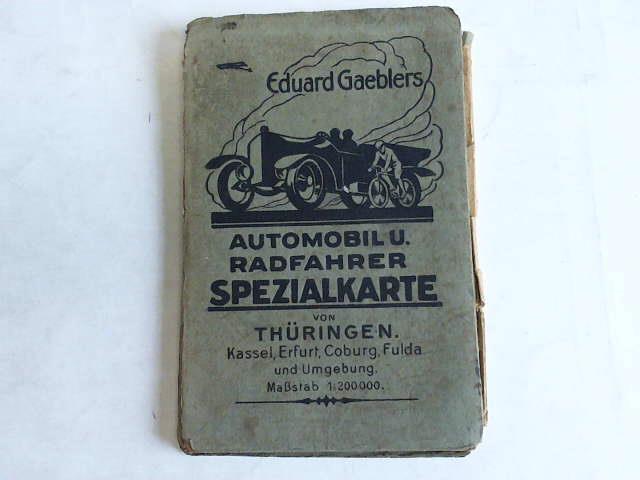 Eduard Gaeblers
AUTOMOBIL U.
RADFAHRER
SPEZIALKARTE
VON
THÜRINGEN.
Kassel, Erfurt, Coburg, Fulda
und Umgebung.
Maßstab 1:200000.